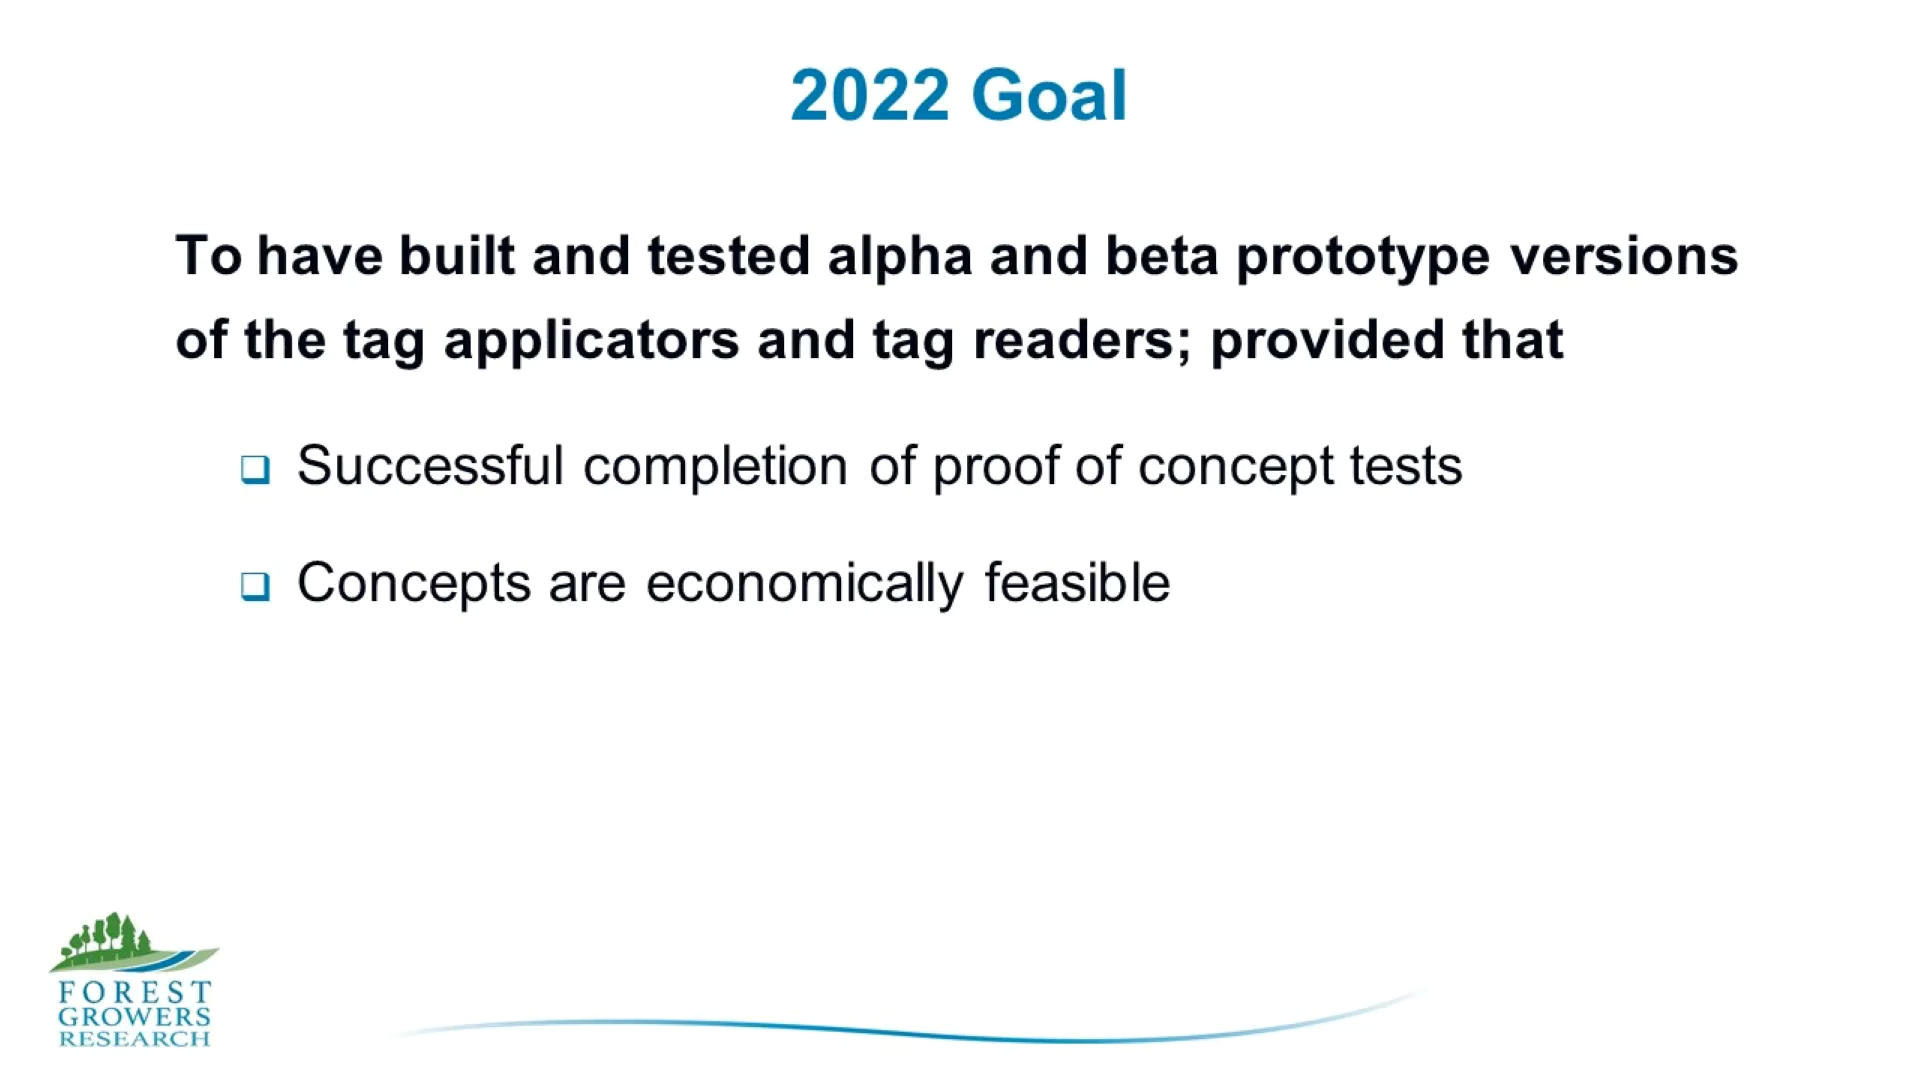 2022 Goal
To have built and tested alpha and beta prototype versions
of the tag applicators and tag readers; provided that
❑ Successful completion of proof of concept tests
❑ Concepts are economically feasible
FOREST
GROWERS
RESEARCH